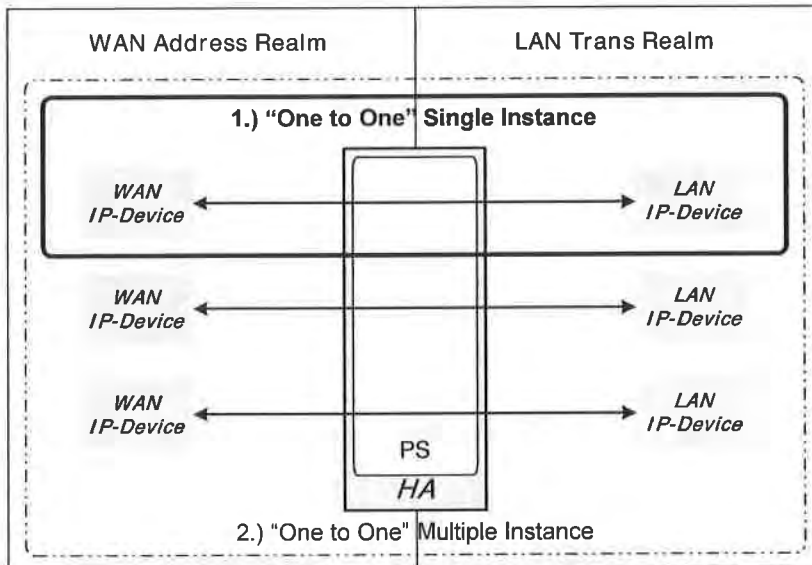 WAN Address Realm
LAN Trans Realm
1.) “One to One” Single Instance
WAN
IP-Device
LAN
IP-Device
WAN
IP-Device
LAN
IP-Device
WAN
IP-Device
LAN
IP-Device
PS
HA
2.) "One to One" Multiple Instance